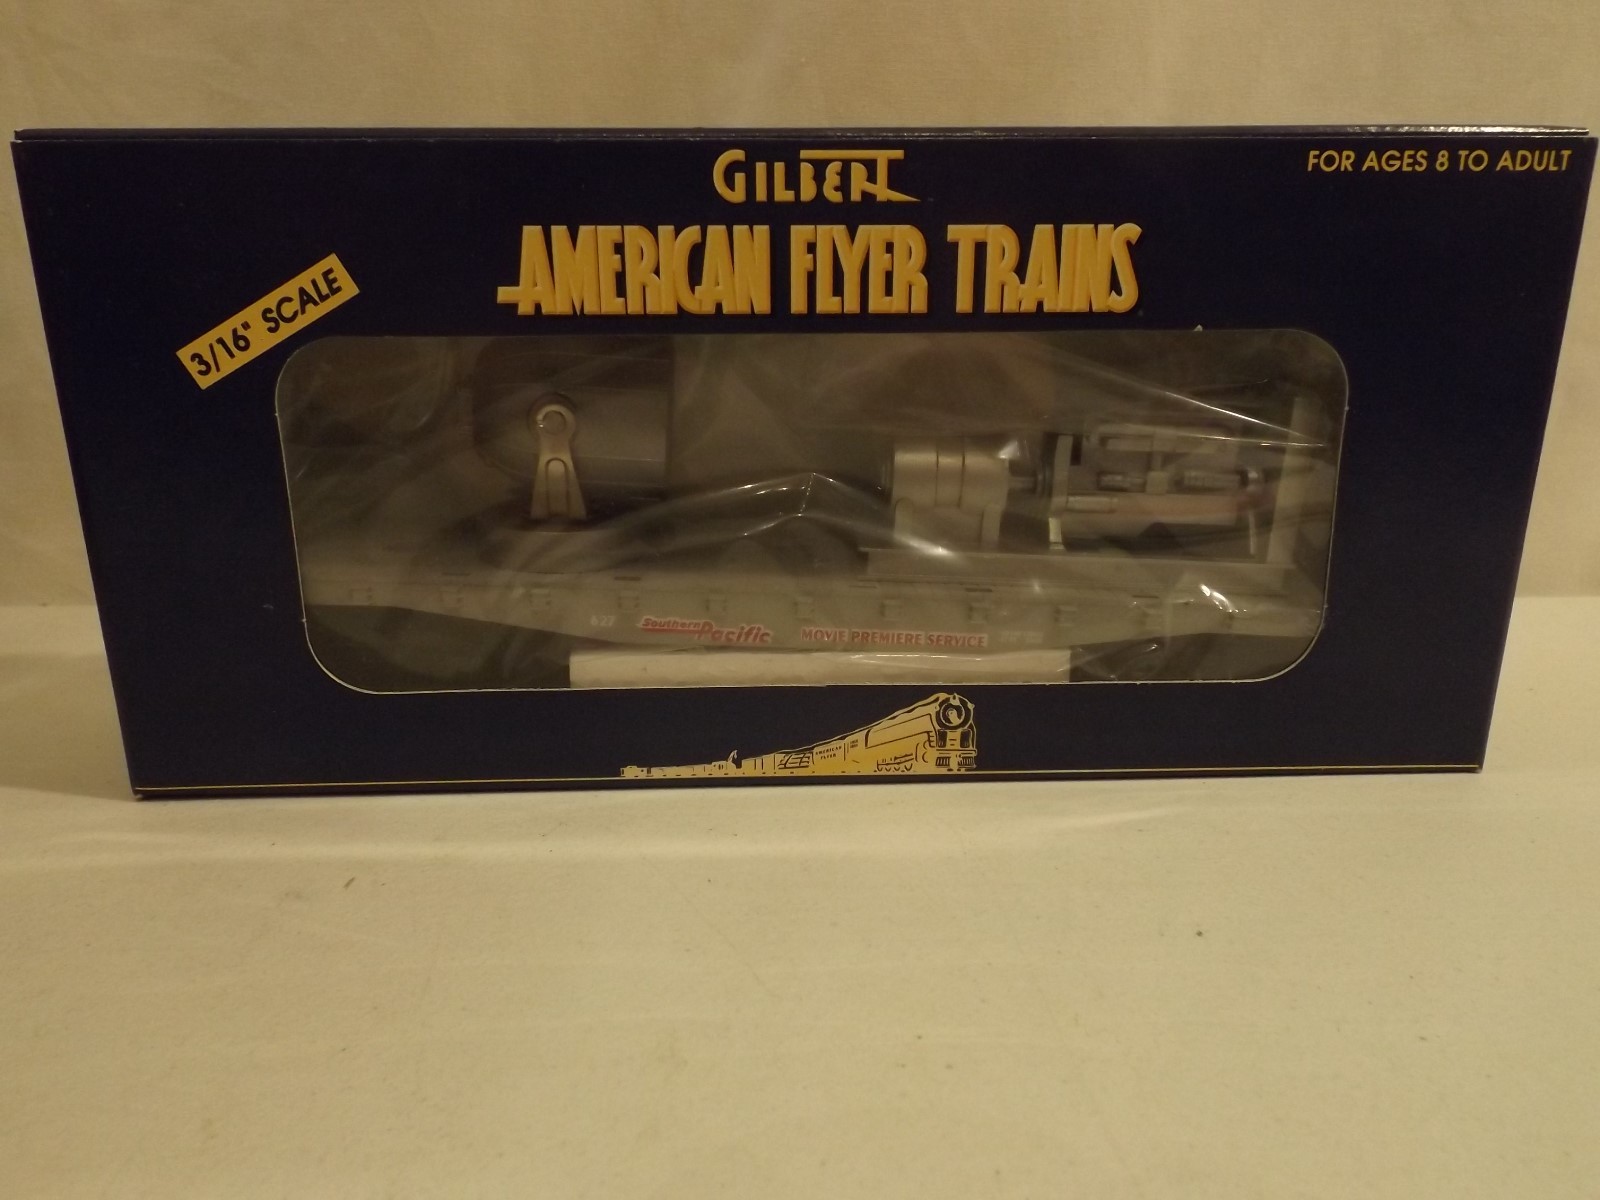 GILBERT
FOR AGES 8 TO ADULT
AMERICAN FLYER TRAINS
3/16" SCALE
627 Southern Pacific MOVIE PREMIERE SERVICE
AMERICAN FLYER